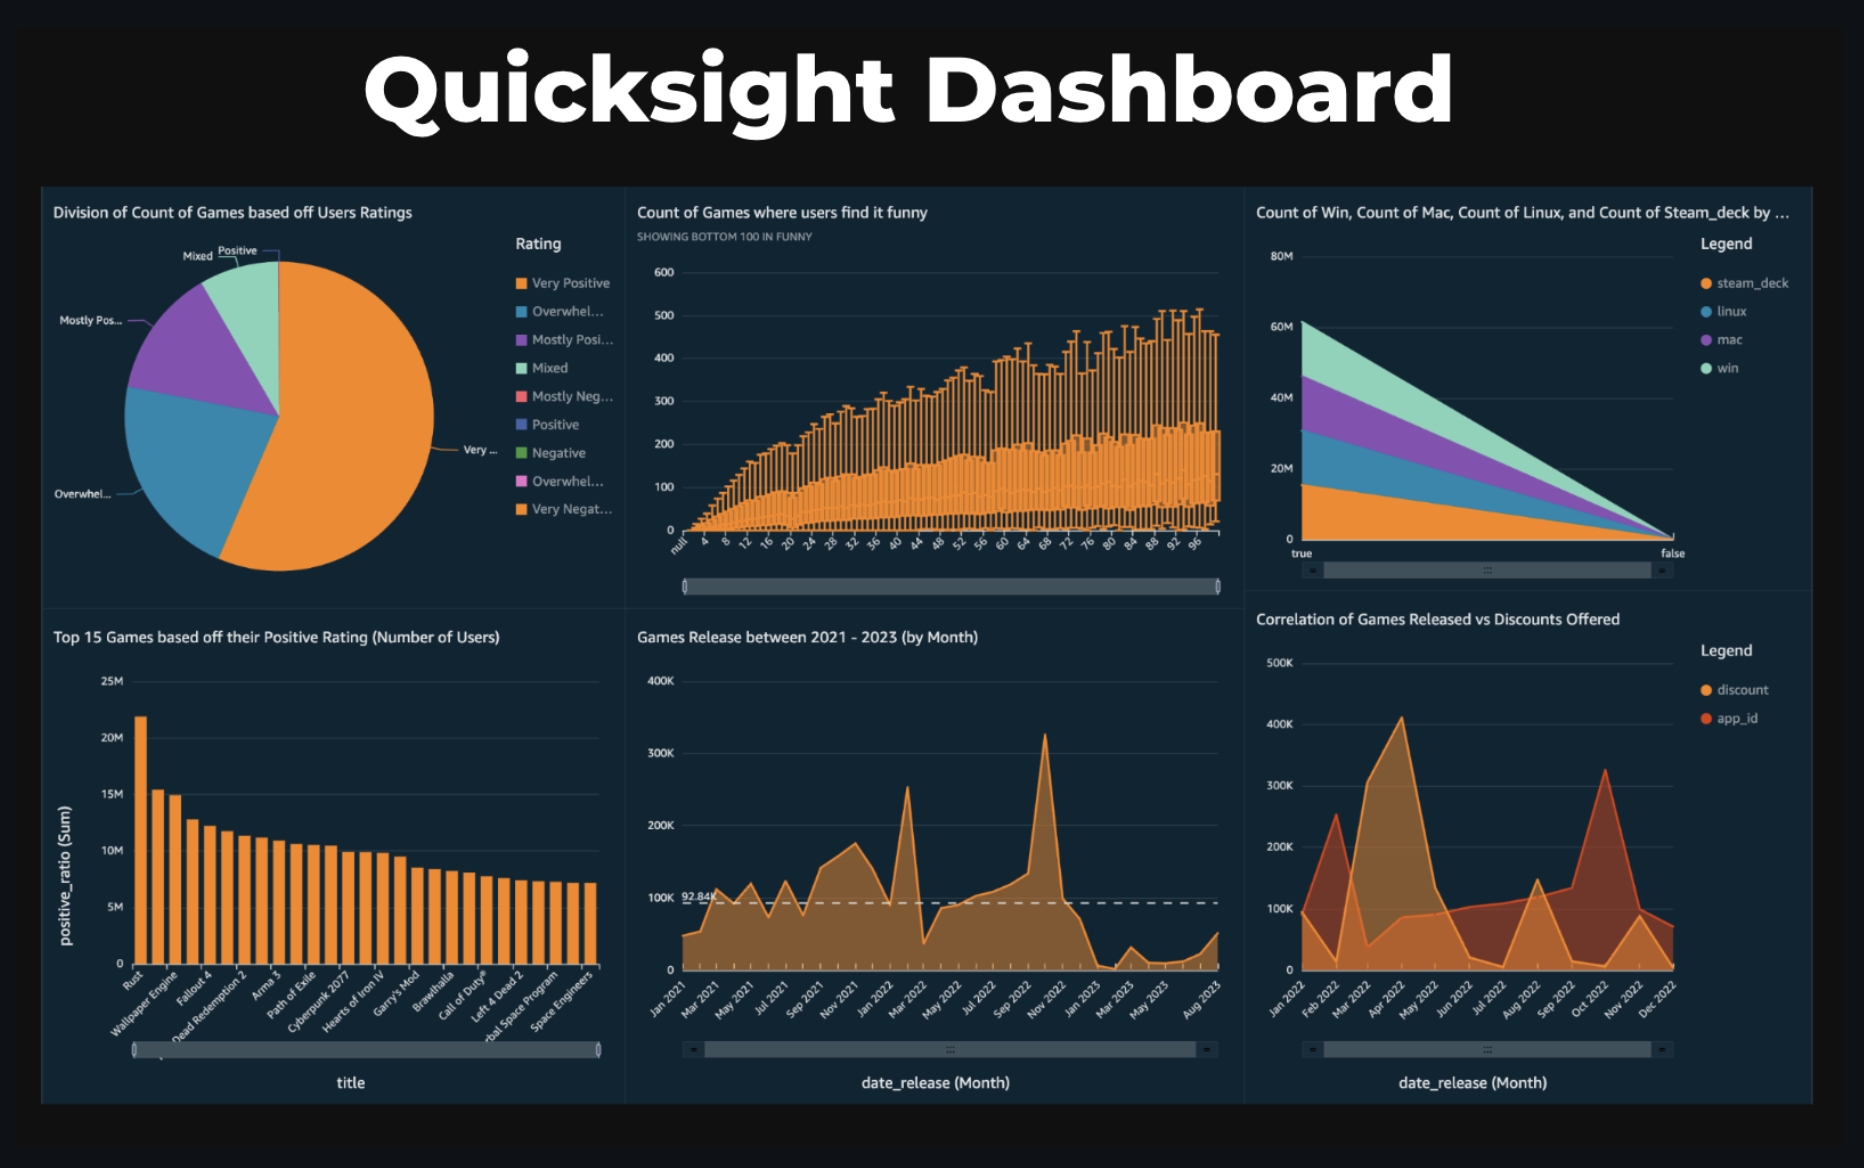 Quicksight Dashboard
Division of Count of Games based off Users Ratings
Positive
Mixed
Mostly Pos...
Overwhel...
Very ...
Rating
Very Positive
Overwhel...
Mostly Posi...
Mixed
Mostly Neg...
Positive
Negative
Overwhel...
Very Negat...
Count of Games where users find it funny
SHOWING BOTTOM 100 IN FUNNY
600
500
400
300
200
100
0
null 4 8 12 16 20 24 28 32 36 40 44 48 52 56 60 64 68 72 76 80 84 88 92 96
Count of Win, Count of Mac, Count of Linux, and Count of Steam_deck by ...
80M
60M
40M
20M
0
true false
Legend
steam_deck
linux
mac
win
Top 15 Games based off their Positive Rating (Number of Users)
positive_ratio (Sum)
25M
20M
15M
10M
5M
0
Rust
Wallpaper Engine
Fallout 4
Dead Redemption 2
Arma 3
Path of Exile
Cyberpunk 2077
Hearts of Iron IV
Garry's Mod
Brawlhalla
Call of Duty®
Left 4 Dead 2
rbal Space Program
Space Engineers
title
Games Release between 2021 - 2023 (by Month)
400K
300K
200K
100K
0
92.84K
Jan 2021
Mar 2021
May 2021
Jul 2021
Sep 2021
Nov 2021
Jan 2022
Mar 2022
May 2022
Jul 2022
Sep 2022
Nov 2022
Jan 2023
Mar 2023
May 2023
Aug 2023
date_release (Month)
Correlation of Games Released vs Discounts Offered
500K
400K
300K
200K
100K
0
Jan 2022
Feb 2022
Mar 2022
Apr 2022
May 2022
Jun 2022
Jul 2022
Aug 2022
Sep 2022
Oct 2022
Nov 2022
Dec 2022
date_release (Month)
Legend
discount
app_id